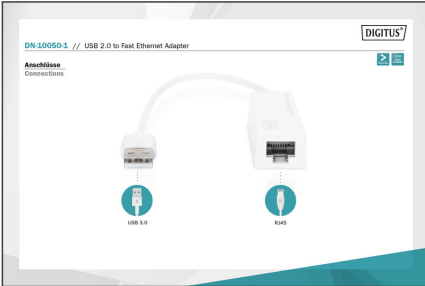 DIGITUS®
DN-10050-1 // USB 2.0 to Fast Ethernet Adapter
Anschlüsse
Connections
USB 3.0
RJ45